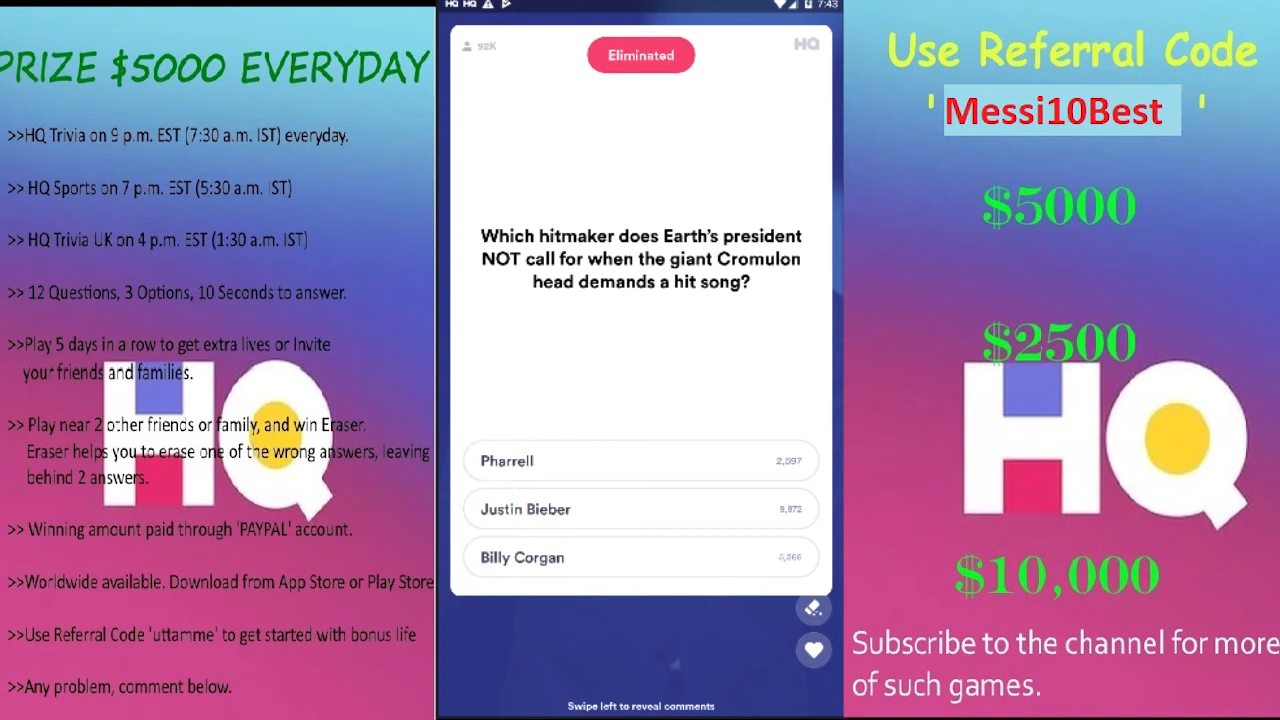 PRIZE $5000 EVERYDAY
>>HQ Trivia on 9 p.m. EST (7:30 a.m. IST) everyday.
>> HQ Sports on 7 p.m. EST (5:30 a.m. IST)
>> HQ Trivia UK on 4 p.m. EST (1:30 a.m. IST)
>> 12 Questions, 3 Options, 10 Seconds to answer.
>>Play 5 days in a row to get extra lives or Invite
your friends and families.
>> Play near 2 other friends or family, and win Eraser.
Eraser helps you to erase one of the wrong answers, leaving
behind 2 answers.
>> Winning amount paid through 'PAYPAL' account.
>>Worldwide available. Download from App Store or Play Store
>>Use Referral Code 'uttamme' to get started with bonus life
>>Any problem, comment below.
HQ
HQ HQ 7:43
92K
Eliminated
HQ
Which hitmaker does Earth's president
NOT call for when the giant Cromulon
head demands a hit song?
Pharrell 2,097
Justin Bieber
Billy Corgan
Swipe left to reveal comments
Use Referral Code
' Messi10Best '
$5000
$2500
HQ
$10,000
Subscribe to the channel for more
of such games.